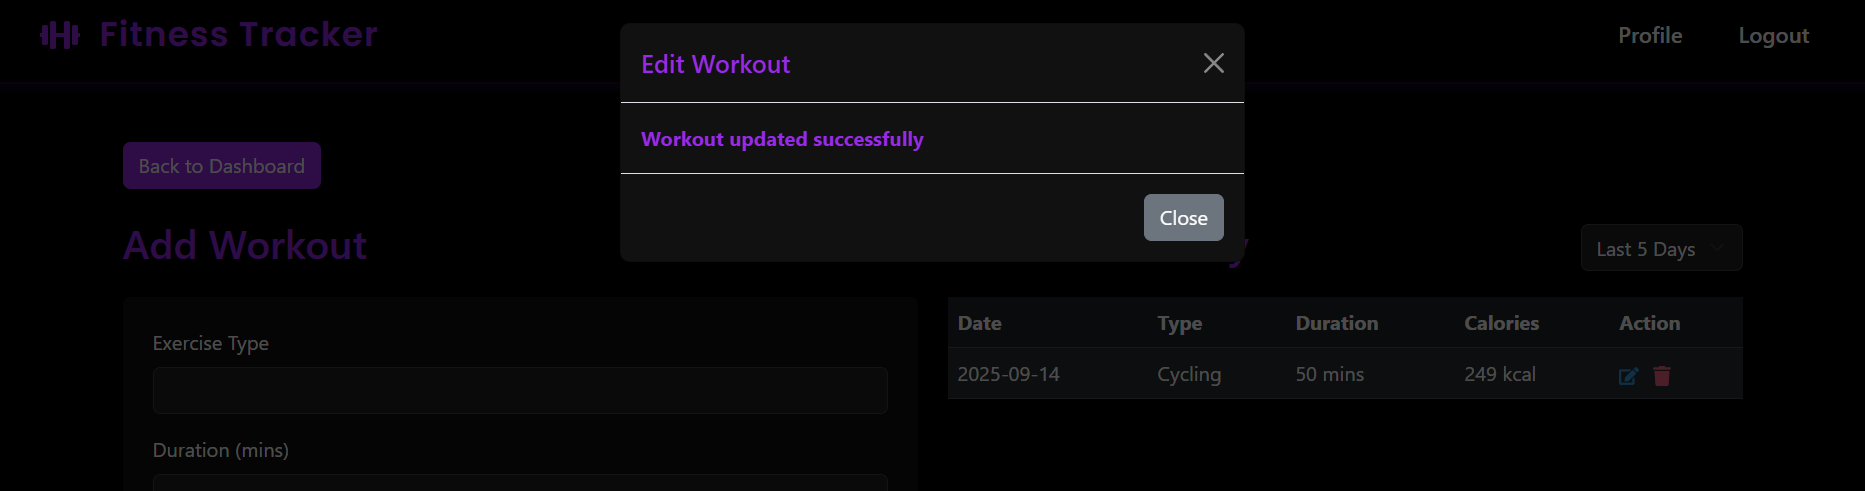 Fitness Tracker
Profile
Logout
Edit Workout
Workout updated successfully
Close
Back to Dashboard
Add Workout
Last 5 Days
Exercise Type
Duration (mins)
Date Type Duration Calories Action
2025-09-14 Cycling 50 mins 249 kcal